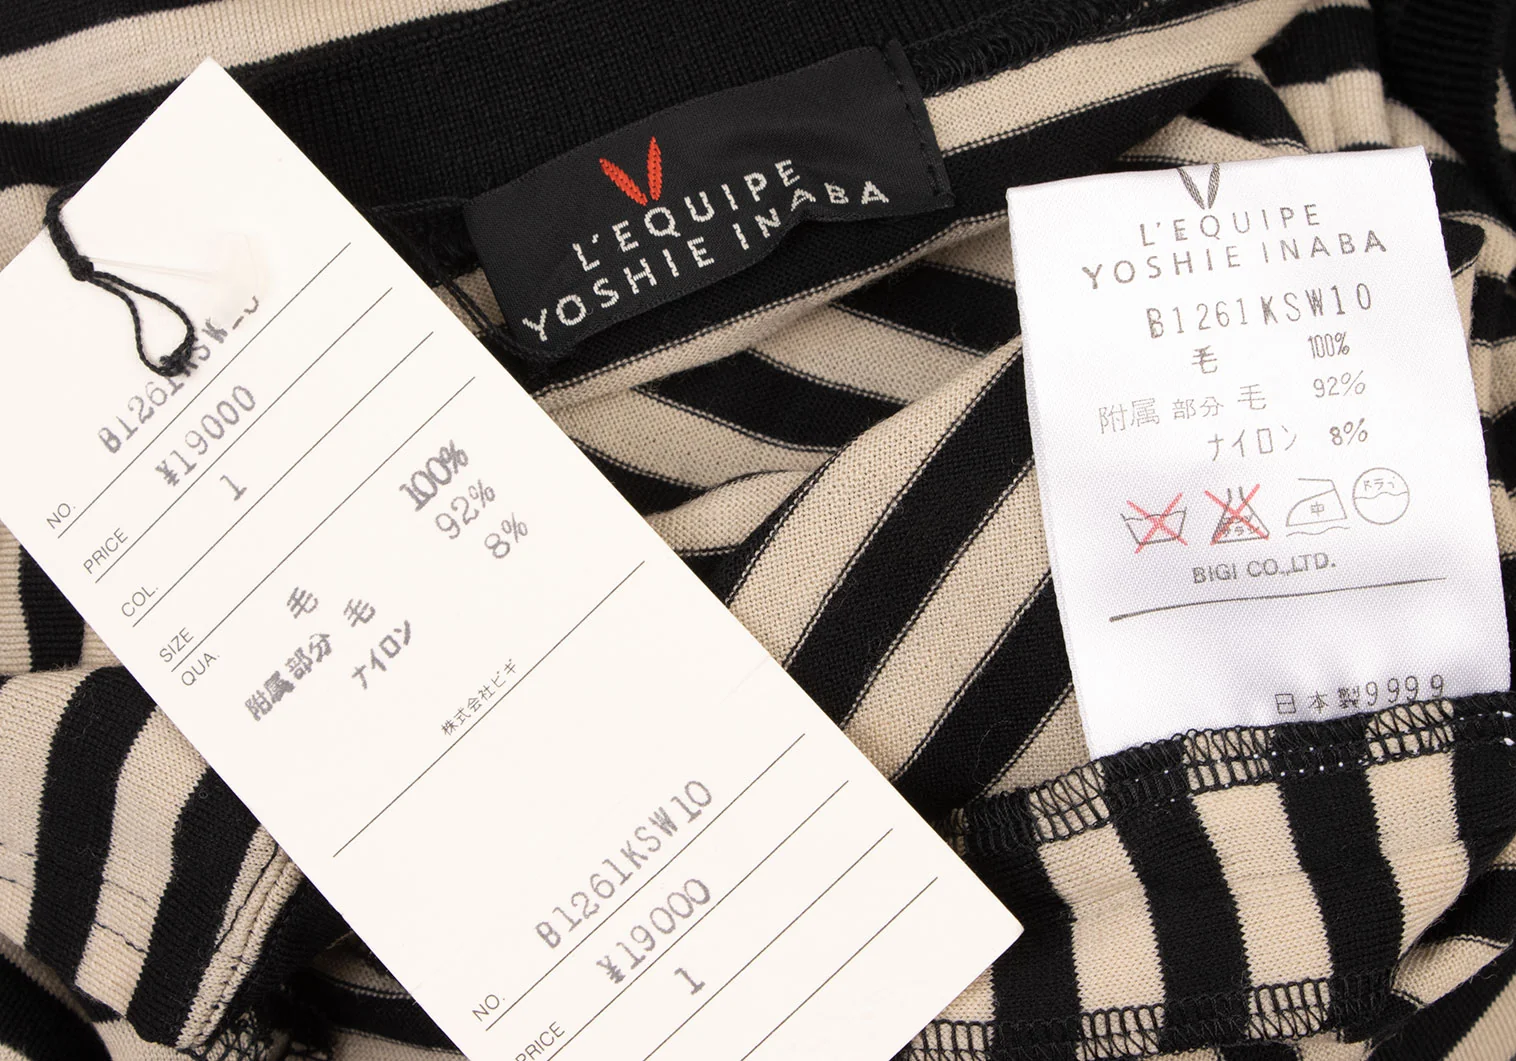 L'EQUIPE
YOSHIE INABA
L'EQUIPE
YOSHIE INABA
B1261KSW10
毛 100%
附属 部分 毛 92%
ナイロン 8%
中
ドライ
BIGI CO.,LTD.
日本製9999
NO. B1261KSW
PRICE ¥19000
COL. 1
SIZE
QUA.
毛 100%
附属部分 毛 92%
ナイロン 8%
株式会社ビギ
NO. B1261KSW10
PRICE ¥19000
1